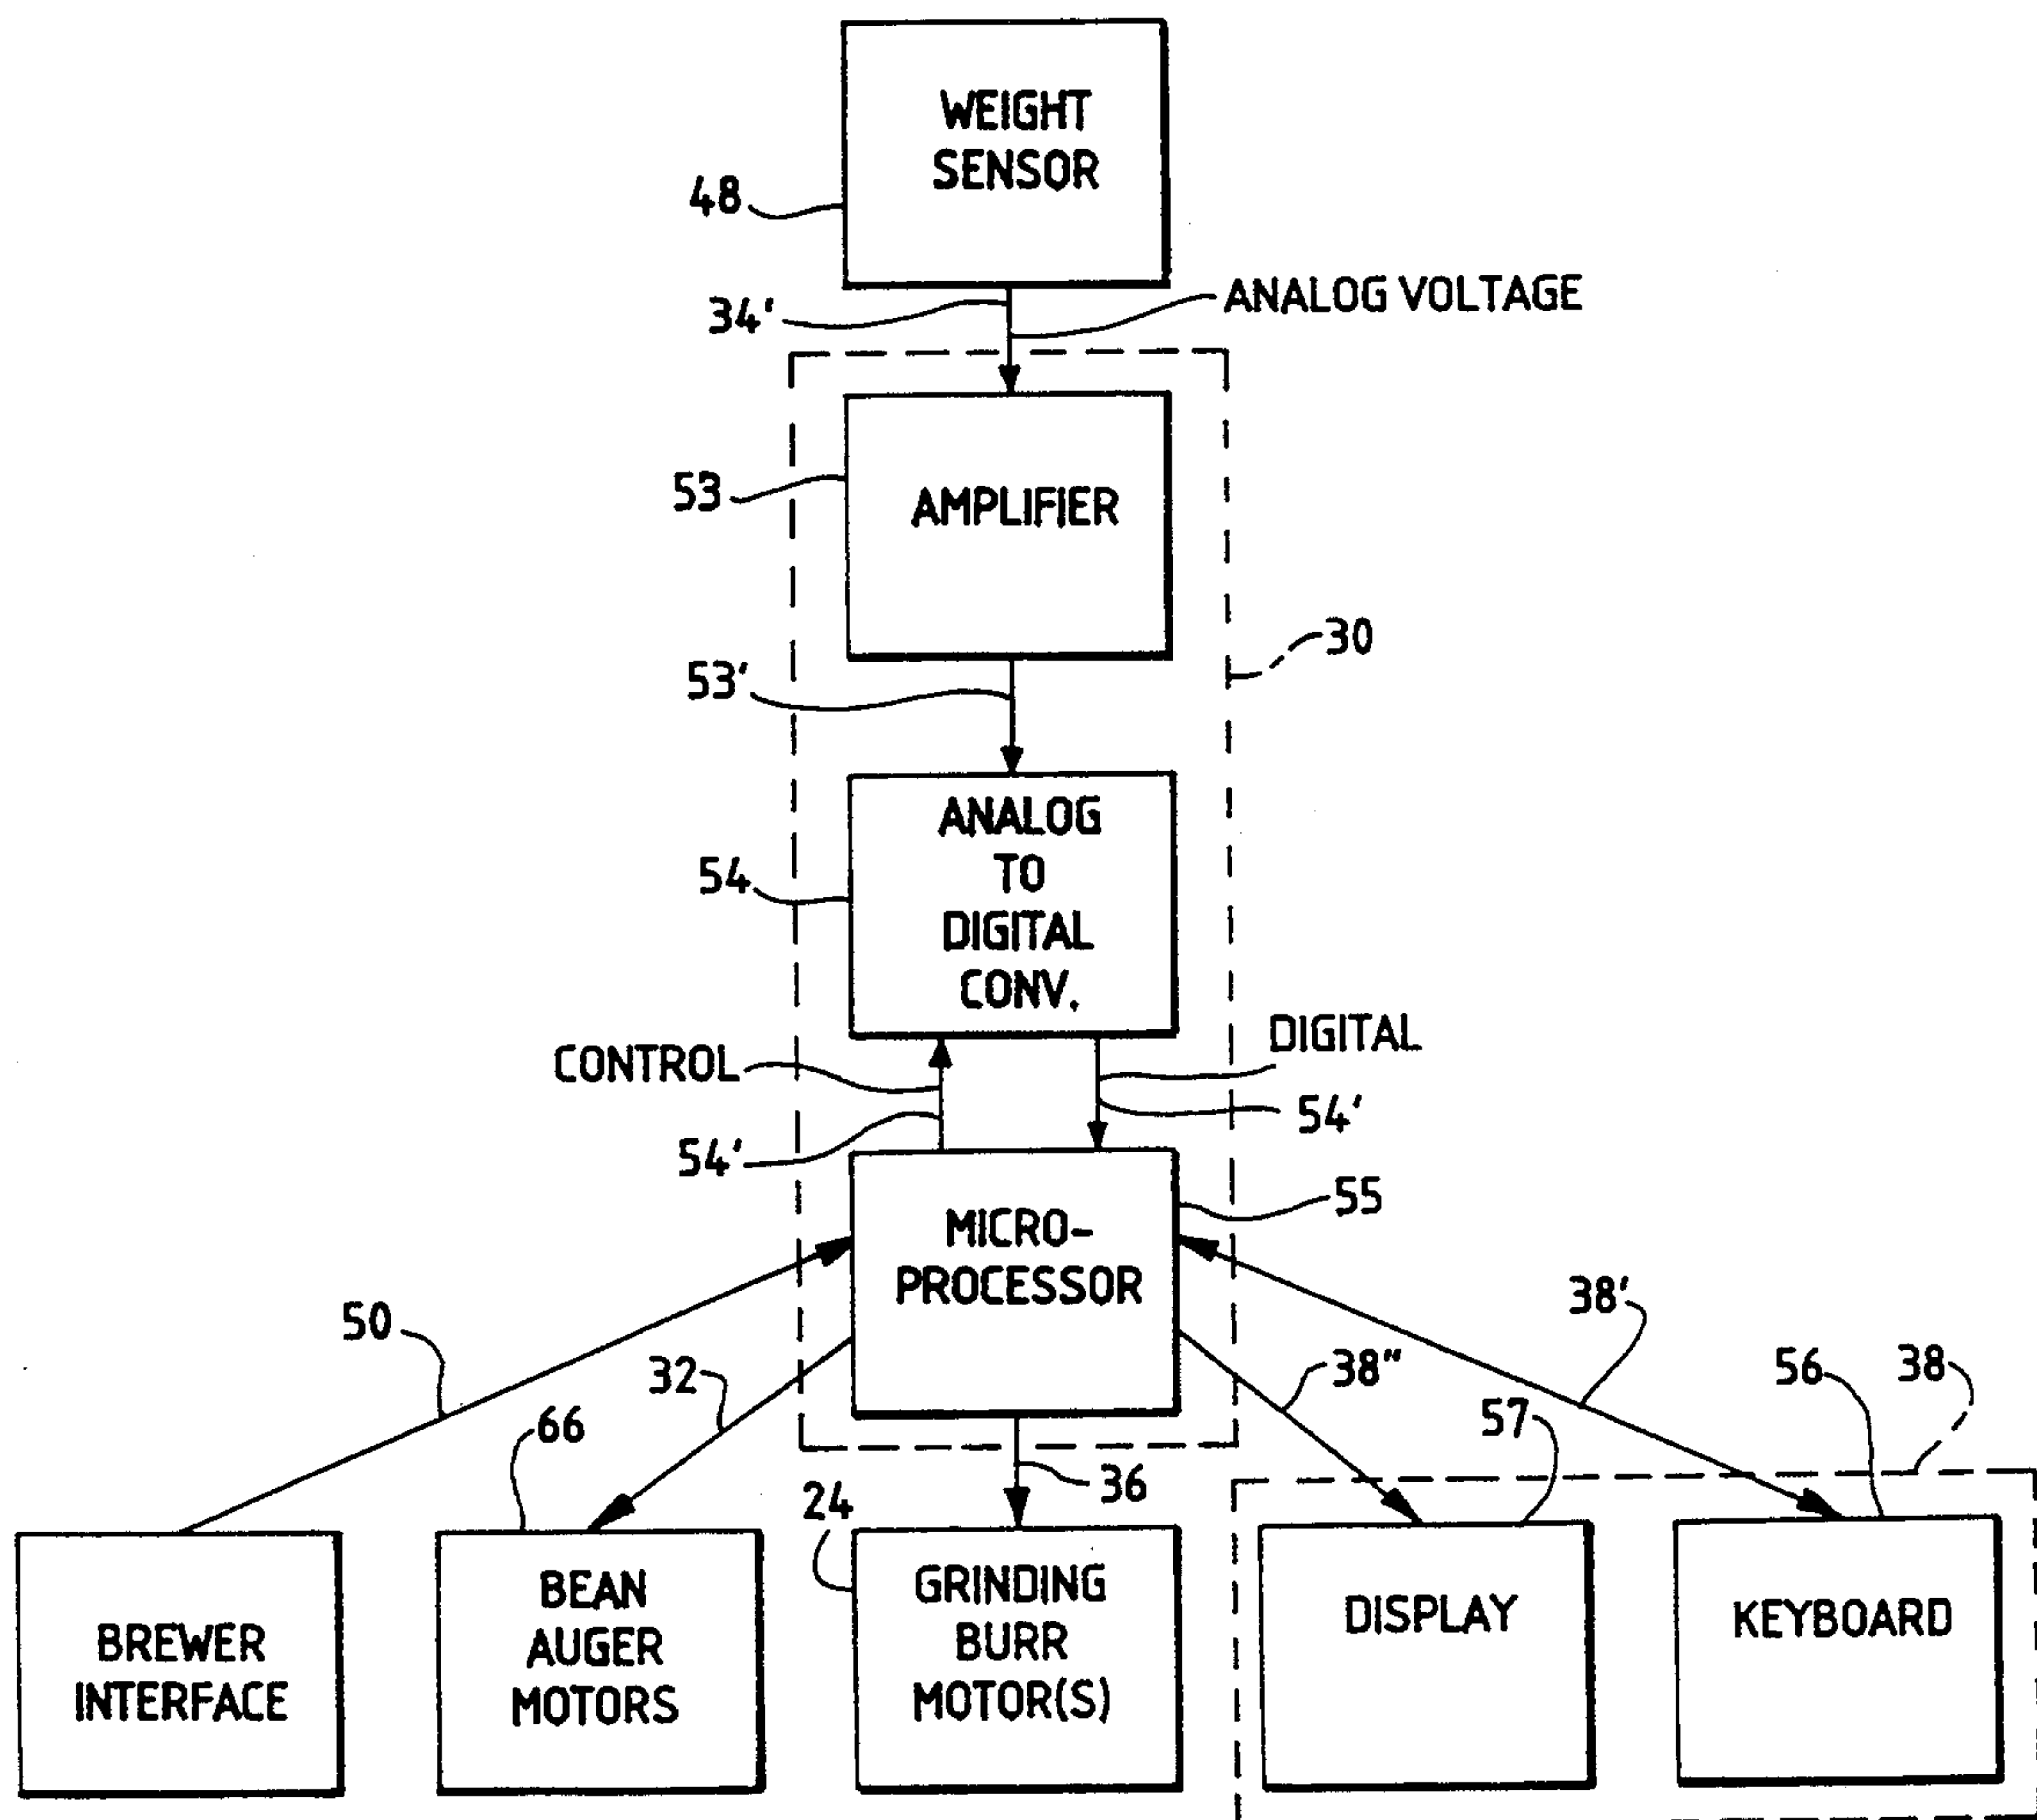 WEIGHT
SENSOR
48
34'
ANALOG VOLTAGE
53
AMPLIFIER
30
53'
54
ANALOG
TO
DIGITAL
CONV.
CONTROL
DIGITAL
54'
54'
55
MICRO-
PROCESSOR
50
32
38"
38'
56
38
66
57
36
24
BREWER
INTERFACE
BEAN
AUGER
MOTORS
GRINDING
BURR
MOTOR(S)
DISPLAY
KEYBOARD